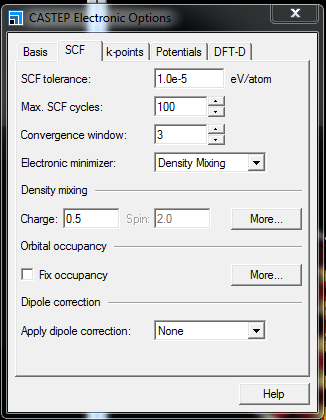 CASTEP Electronic Options
Basis SCF k-points Potentials DFT-D
SCF tolerance: 1.0e-5 eV/atom
Max. SCF cycles: 100
Convergence window: 3
Electronic minimizer: Density Mixing
Density mixing
Charge: 0.5 Spin: 2.0 More...
Orbital occupancy
Fix occupancy More...
Dipole correction
Apply dipole correction: None
Help